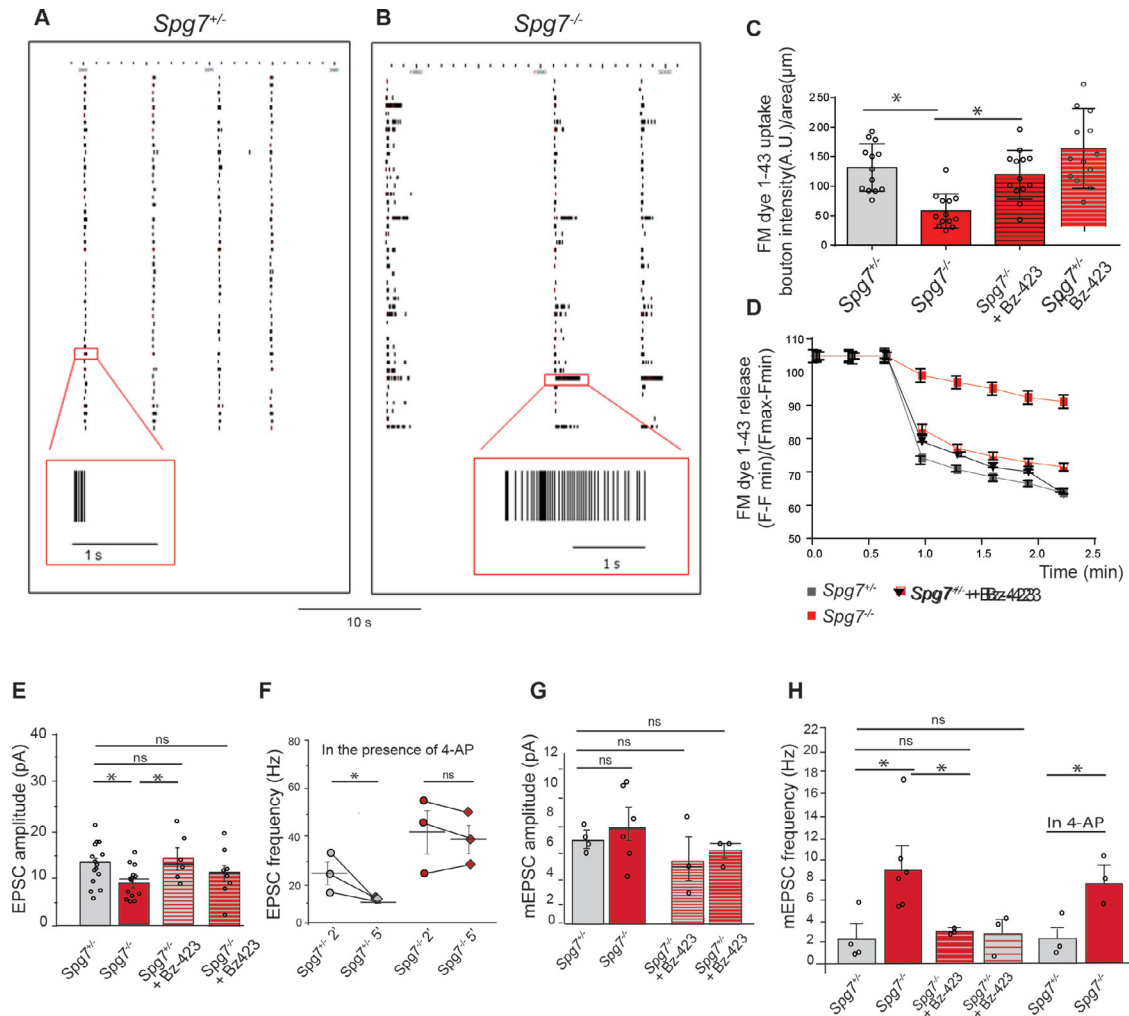 A
Spg7+/-
B
Spg7-/-
1 s
1 s
10 s
C
FM dye 1-43 uptake
bouton intensity(A.U.)/area(µm)
250
200
150
100
50
0
*
*
Spg7+/-
Spg7-/-
Spg7-/-
+ Bz-423
Spg7+/-
+ Bz-423
D
FM dye 1-43 release
(F-F min)/(Fmax-Fmin)
110
100
90
80
70
60
50
0.0 0.5 1.0 1.5 2.0 2.5
Time (min)
Spg7+/-
Spg7-/-
E
EPSC amplitude (pA)
40
30
20
10
0
ns
ns
*
*
Spg7+/-
Spg7-/-
Spg7+/-
+ Bz-423
Spg7-/-
+ Bz423
F
EPSC frequency (Hz)
80
60
40
20
0
In the presence of 4-AP
*
ns
Spg7+/- 2'
Spg7+/- 5'
Spg7-/- 2'
Spg7-/- 5'
G
mEPSC amplitude (pA)
12
10
8
6
4
2
0
ns
ns
ns
Spg7+/-
Spg7-/-
Spg7-/-
+ Bz-423
Spg7+/-
+ Bz-423
H
mEPSC frequency (Hz)
22
20
18
16
14
12
10
8
6
4
2
0
ns
ns
*
*
*
In 4-AP
Spg7+/-
Spg7-/-
Spg7-/-
+ Bz-423
Spg7+/-
+ Bz-423
Spg7+/-
Spg7-/-